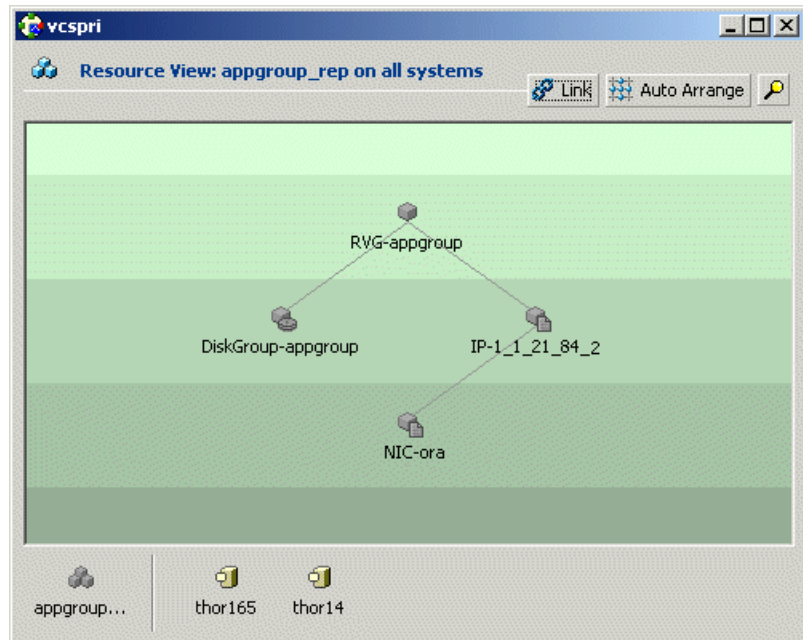 vcspri
Resource View: appgroup_rep on all systems
Link
Auto Arrange
RVG-appgroup
DiskGroup-appgroup
IP-1_1_21_84_2
NIC-ora
appgroup...
thor165
thor14